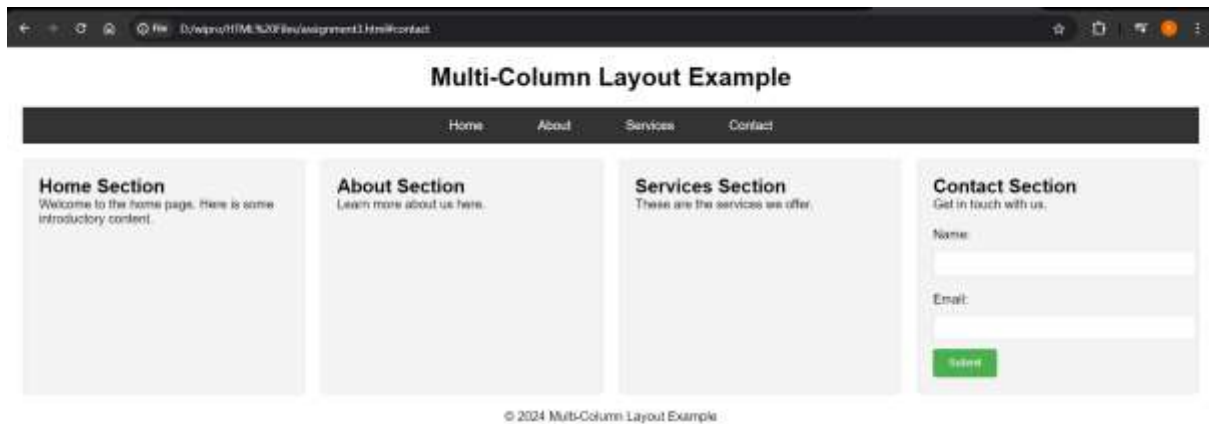 File D:/wipro/HTML%20Files/assignment3.html#contact
Multi-Column Layout Example
Home About Services Contact
Home Section
Welcome to the home page. Here is some
introductory content.
About Section
Learn more about us here.
Services Section
These are the services we offer.
Contact Section
Get in touch with us.
Name:
Email:
Submit
© 2024 Multi-Column Layout Example